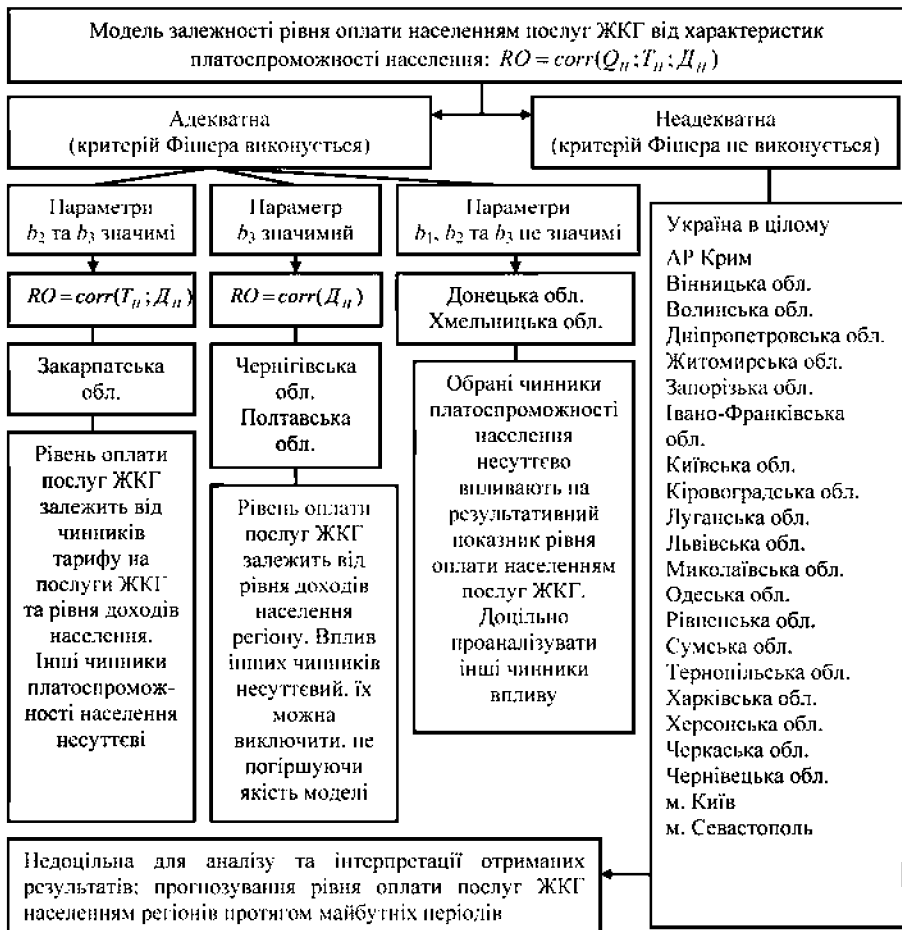 Модель залежності рівня оплати населенням послуг ЖКГ від характеристик
платоспроможності населення: RO = corr(Q_H; T_H; Д_H)
Адекватна
(критерій Фішера виконується)
Неадекватна
(критерій Фішера не виконується)
Параметри
b₂ та b₃ значимі
Параметр
b₃ значимий
Параметри
b₁, b₂ та b₃ не значимі
RO = corr(T_H; Д_H)
RO = corr(Д_H)
Донецька обл.
Хмельницька обл.
Закарпатська
обл.
Чернігівська
обл.
Полтавська
обл.
Рівень оплати
послуг ЖКГ
залежить від
чинників
тарифу на
послуги ЖКГ
та рівня доходів
населення.
Інші чинники
платоспромож-
ності населення
несуттєві
Рівень оплати
послуг ЖКГ
залежить від
рівня доходів
населення
регіону. Вплив
інших чинників
несуттєвий. їх
можна
виключити. не
погіршуючи
якість моделі
Обрані чинники
платоспроможності
населення
несуттєво
впливають на
результативний
показник рівня
оплати населенням
послуг ЖКГ.
Доцільно
проаналізувати
інші чинники
впливу
Україна в цілому
АР Крим
Вінницька обл.
Волинська обл.
Дніпропетровська обл.
Житомирська обл.
Запорізька обл.
Івано-Франківська
обл.
Київська обл.
Кіровоградська обл.
Луганська обл.
Львівська обл.
Миколаївська обл.
Одеська обл.
Рівненська обл.
Сумська обл.
Тернопільська обл.
Харківська обл.
Херсонська обл.
Черкаська обл.
Чернівецька обл.
м. Київ
м. Севастополь
Недоцільна для аналізу та інтерпретації отриманих
результатів; прогнозування рівня оплати послуг ЖКГ
населенням регіонів протягом майбутніх періодів